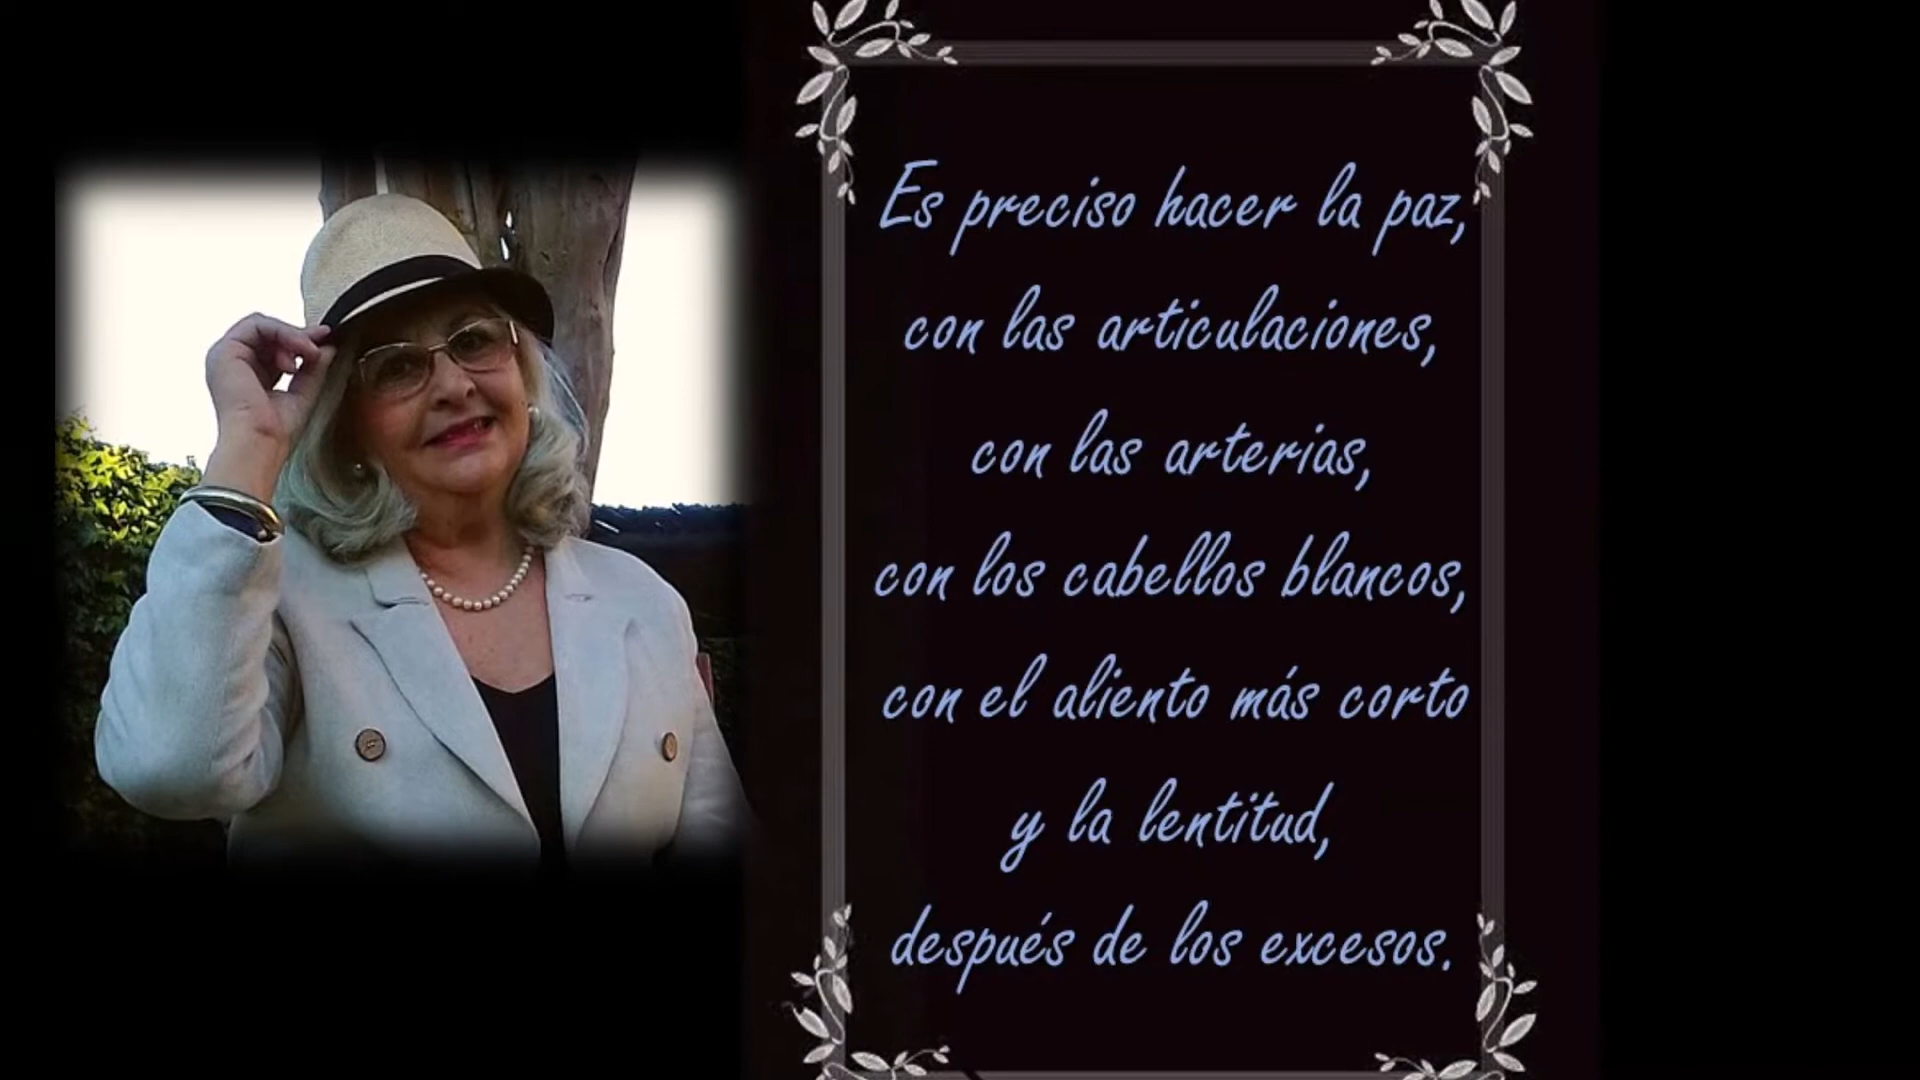 Es preciso hacer la paz,
con las articulaciones,
con las arterias,
con los cabellos blancos,
con el aliento más corto
y la lentitud,
después de los excesos.